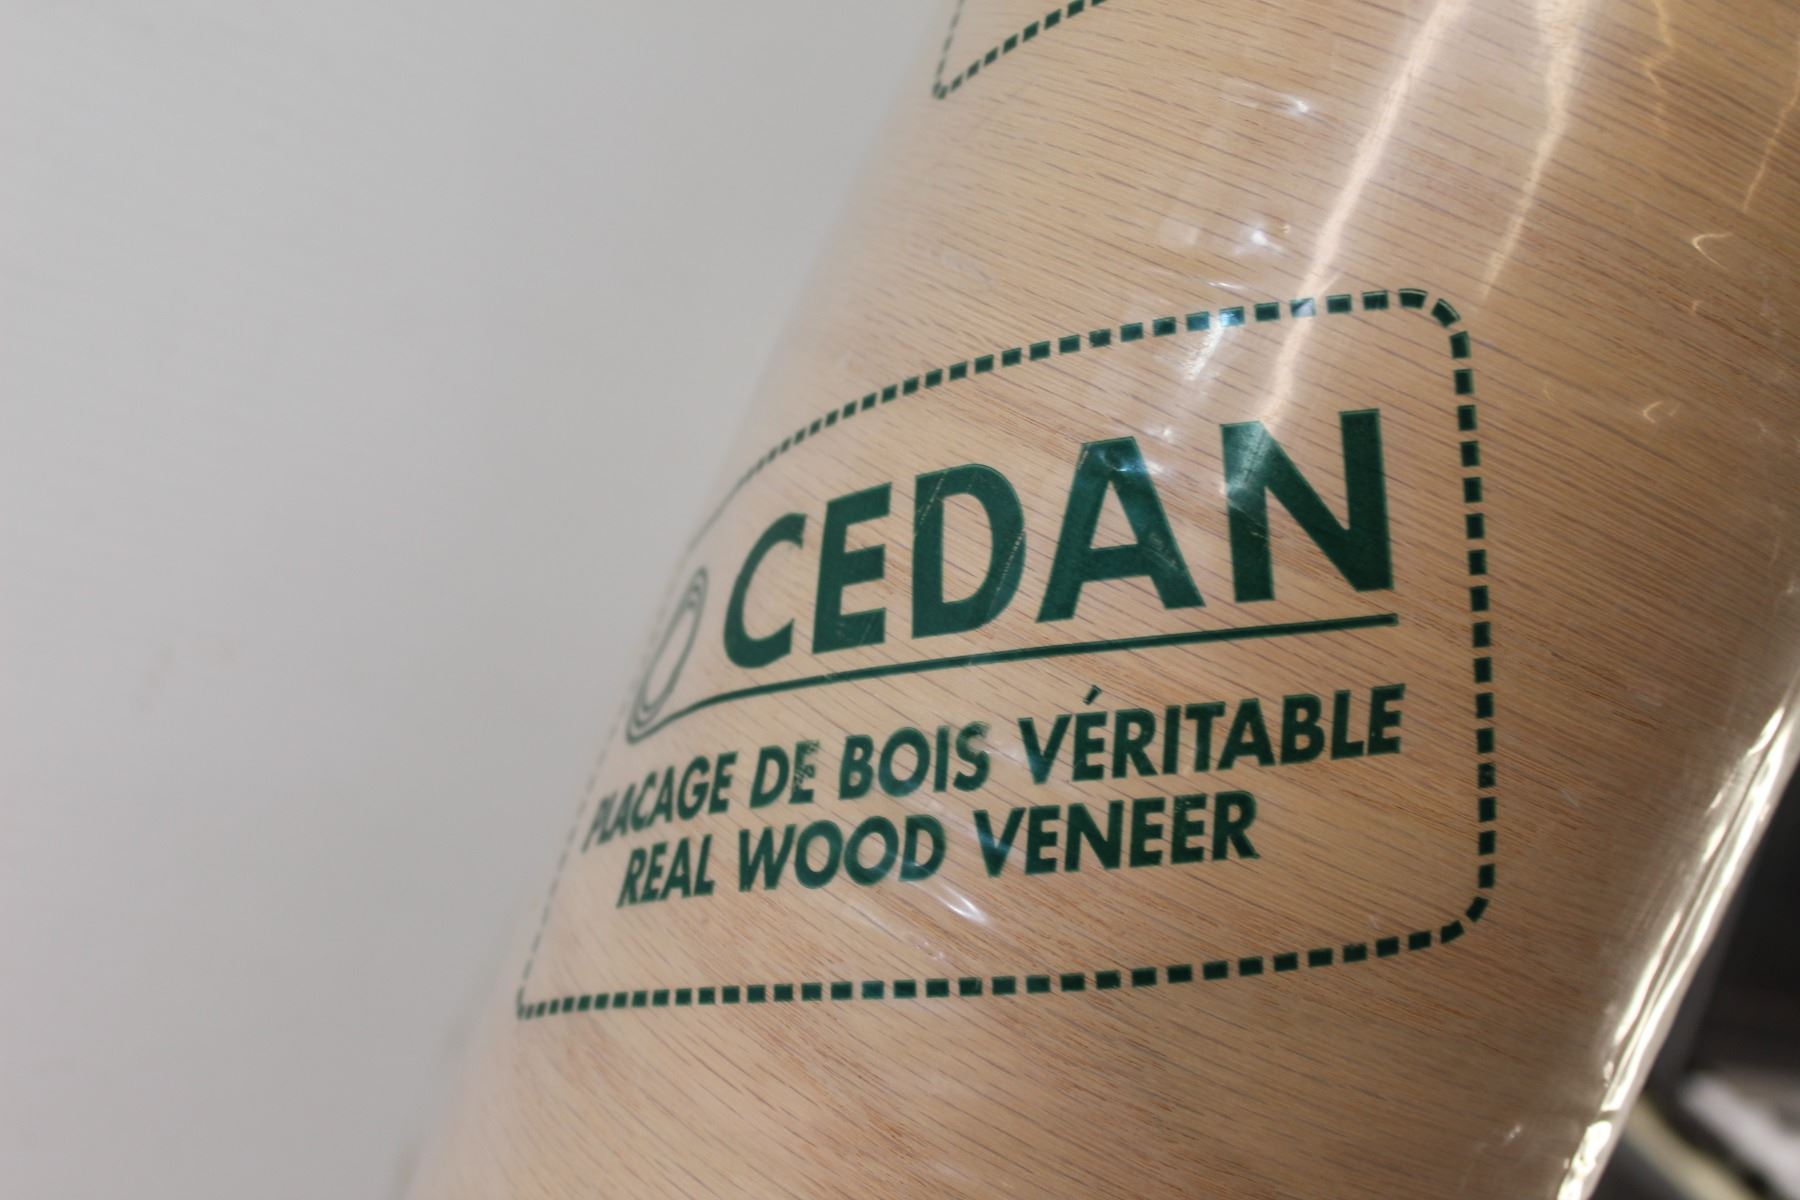 CEDAN
PLACAGE DE BOIS VÉRITABLE
REAL WOOD VENEER